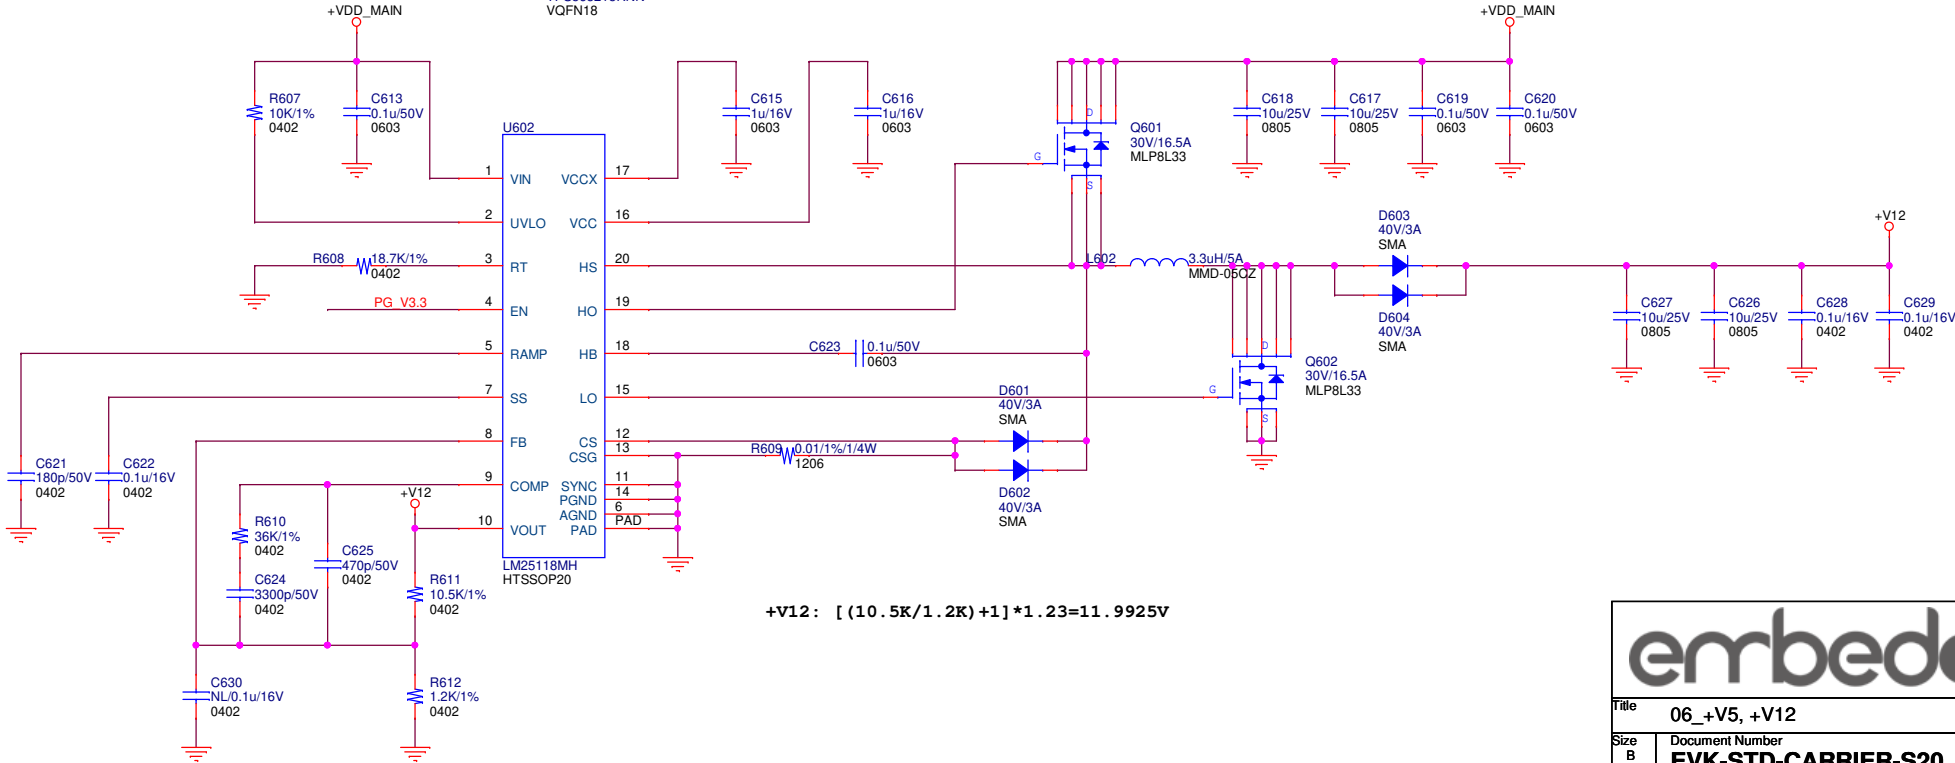 VQFN18
+VDD_MAIN
+VDD_MAIN
R607
10K/1%
0402
C613
0.1u/50V
0603
C615
1u/16V
0603
C616
1u/16V
0603
Q601
30V/16.5A
MLP8L33
D
G
S
C618
10u/25V
0805
C617
10u/25V
0805
C619
0.1u/50V
0603
C620
0.1u/50V
0603
U602
1 VIN
2 UVLO
3 RT
4 EN
5 RAMP
7 SS
8 FB
9 COMP
10 VOUT
VCCX 17
VCC 16
HS 20
HO 19
HB 18
LO 15
CS 12
CSG 13
SYNC 11
PGND 14
AGND 6
PAD PAD
LM25118MH
HTSSOP20
R608 18.7K/1%
0402
PG_V3.3
L602 3.3uH/5A
MMD-05CZ
D603
40V/3A
SMA
D604
40V/3A
SMA
+V12
C627
10u/25V
0805
C626
10u/25V
0805
C628
0.1u/16V
0402
C629
0.1u/16V
0402
C623 0.1u/50V
0603
Q602
30V/16.5A
MLP8L33
D
G
S
D601
40V/3A
SMA
R609 0.01/1%/1/4W
1206
D602
40V/3A
SMA
C621
180p/50V
0402
C622
0.1u/16V
0402
+V12
R610
36K/1%
0402
C625
470p/50V
0402
C624
3300p/50V
0402
R611
10.5K/1%
0402
C630
NL/0.1u/16V
0402
R612
1.2K/1%
0402
+V12: [(10.5K/1.2K)+1]*1.23=11.9925V
Title
06_+V5, +V12
Size
B
Document Number
EVK-STD-CARRIER-S20